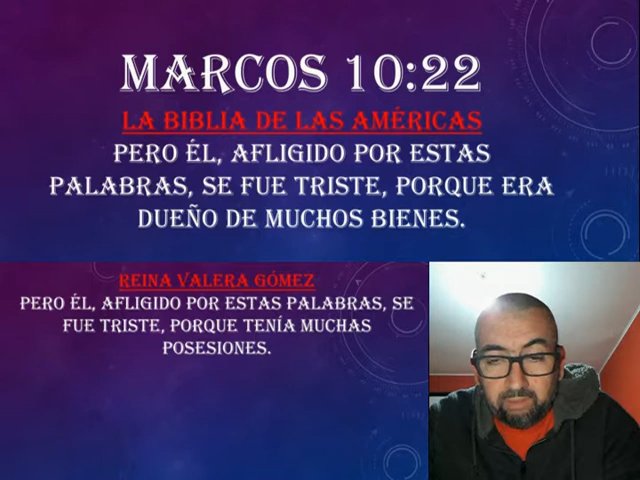 MARCOS 10:22
LA BIBLIA DE LAS AMÉRICAS
PERO ÉL, AFLIGIDO POR ESTAS
PALABRAS, SE FUE TRISTE, PORQUE ERA
DUEÑO DE MUCHOS BIENES.
REINA VALERA GÓMEZ
PERO ÉL, AFLIGIDO POR ESTAS PALABRAS, SE
FUE TRISTE, PORQUE TENÍA MUCHAS
POSESIONES.